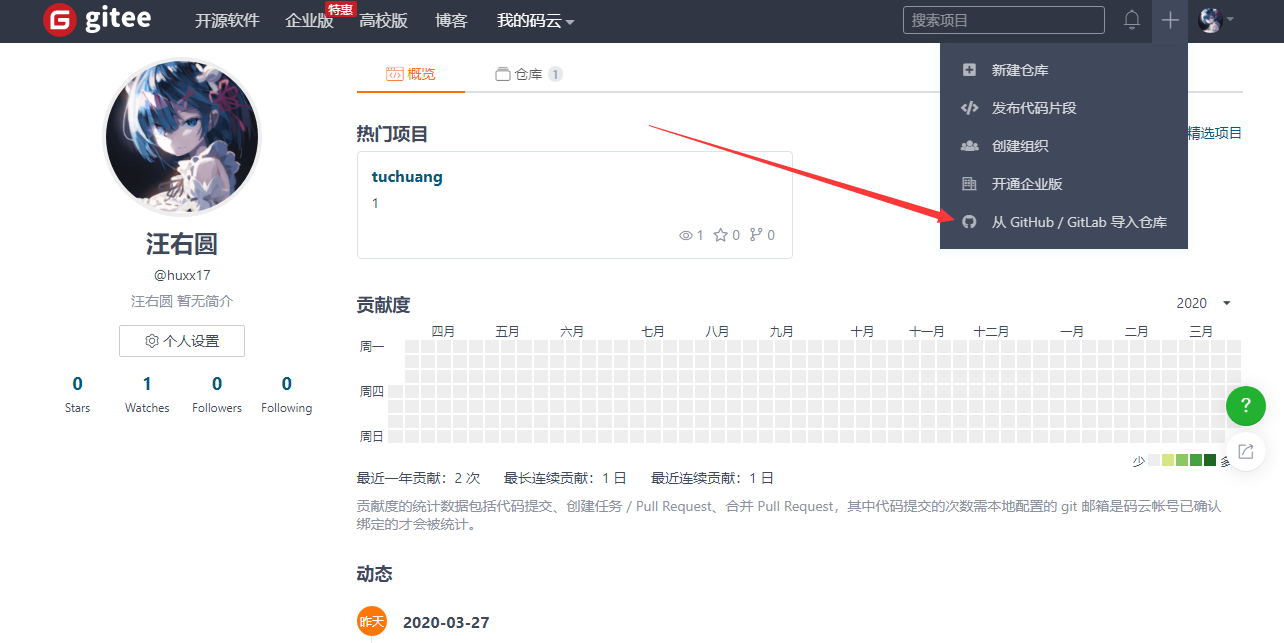 gitee 开源软件 企业版 特惠 高校版 博客 我的码云 搜索项目
新建仓库
发布代码片段
创建组织
开通企业版
从 GitHub / GitLab 导入仓库
汪右圆
@huxx17
汪右圆 暂无简介
个人设置
0 1 0 0
Stars Watches Followers Following
概览 仓库 1
热门项目 精选项目
tuchuang
1
1 0 0
贡献度 2020
四月 五月 六月 七月 八月 九月 十月 十一月 十二月 一月 二月 三月
周一
周四
周日
少 多
最近一年贡献：2 次 最长连续贡献：1 日 最近连续贡献：1 日
贡献度的统计数据包括代码提交、创建任务 / Pull Request、合并 Pull Request，其中代码提交的次数需本地配置的 git 邮箱是码云帐号已确认
绑定的才会被统计。
动态
昨天 2020-03-27
?